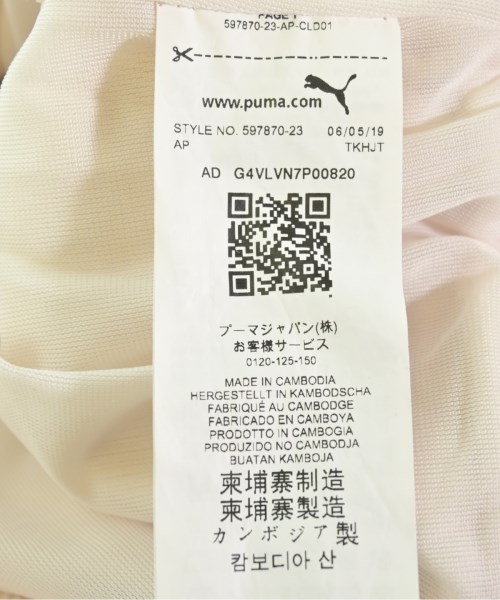 PAGE 1
597870-23-AP-CLD01
www.puma.com
STYLE NO. 597870-23 06/05/19
AP TKHJT
AD G4VLVN7P00820
プーマジャパン(株)
お客様サービス
0120-125-150
MADE IN CAMBODIA
HERGESTELLT IN KAMBODSCHA
FABRIQUÉ AU CAMBODGE
FABRICADO EN CAMBOYA
PRODOTTO IN CAMBOGIA
PRODUZIDO NO CAMBODJA
BUATAN KAMBOJA
柬埔寨制造
柬埔寨製造
カンボジア製
캄보디아 산